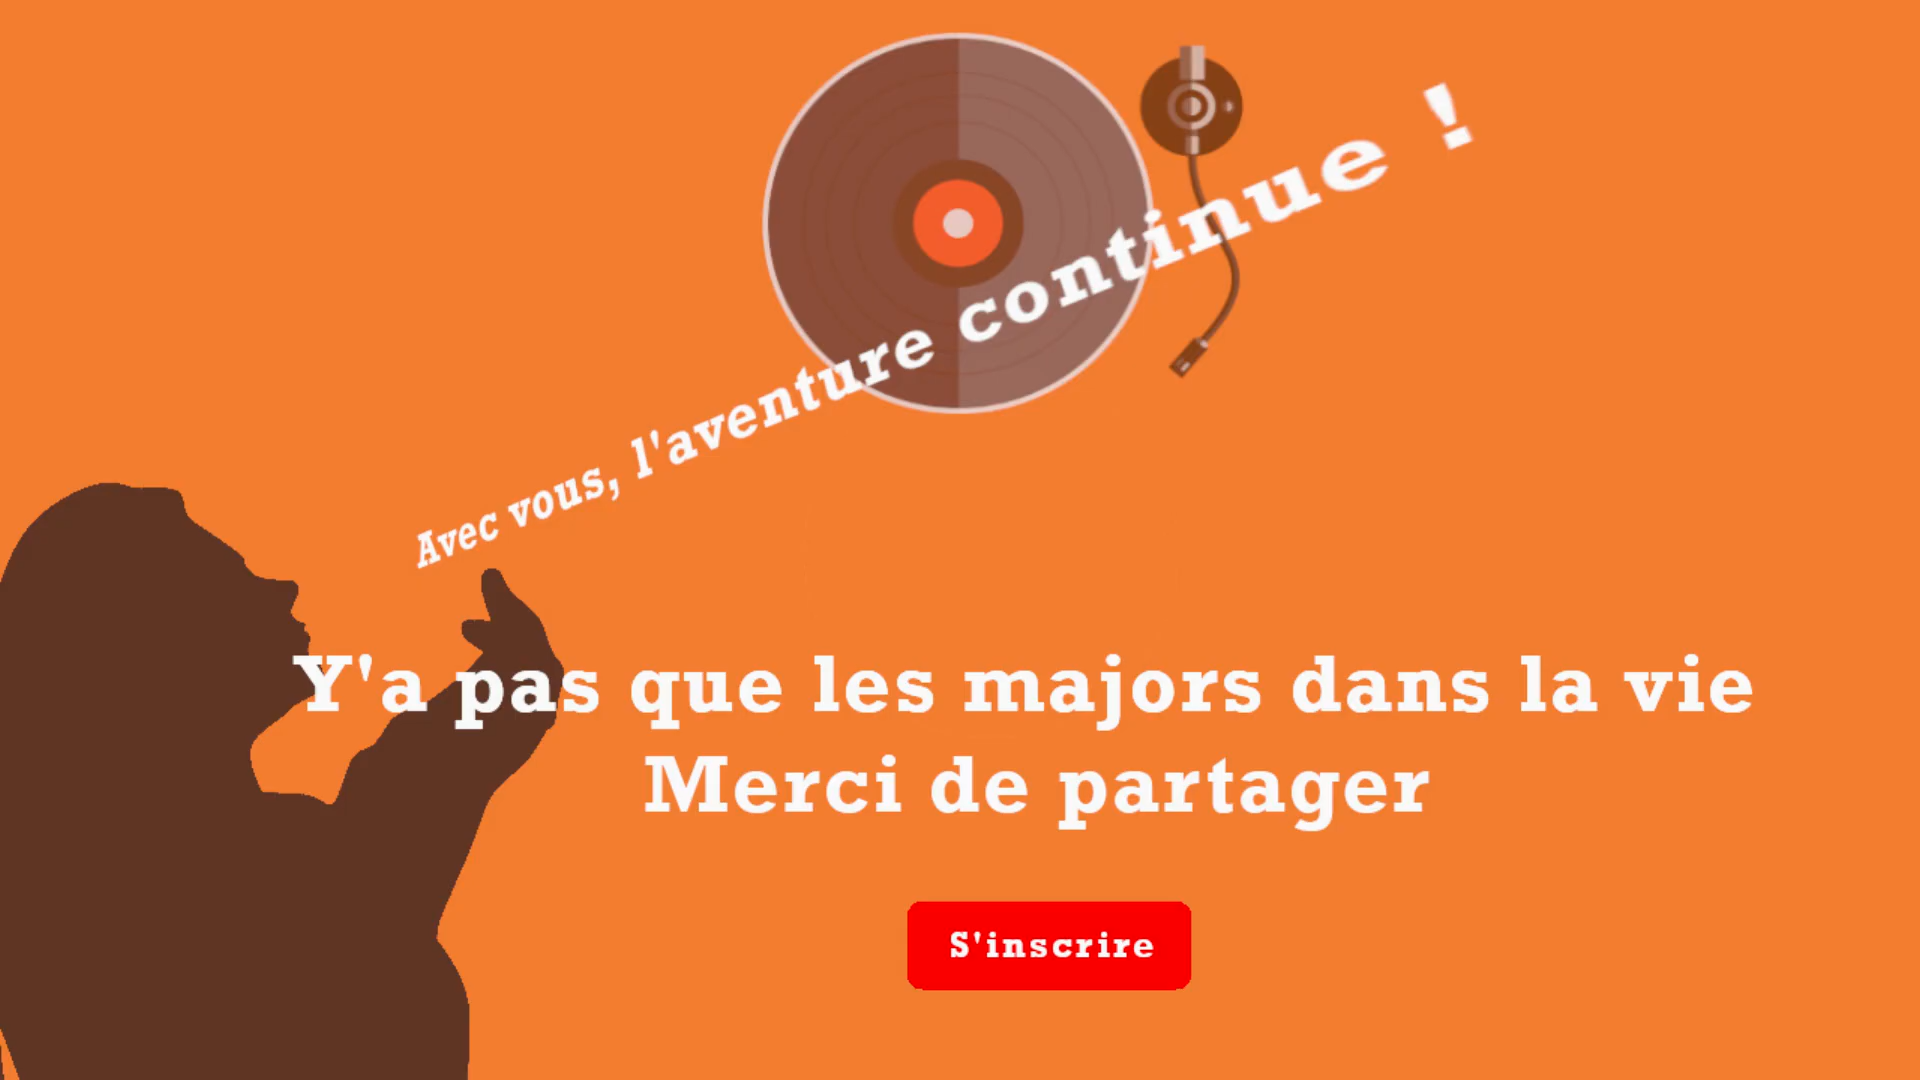 Avec vous, l'aventure continue !
Y'a pas que les majors dans la vie
Merci de partager
S'inscrire